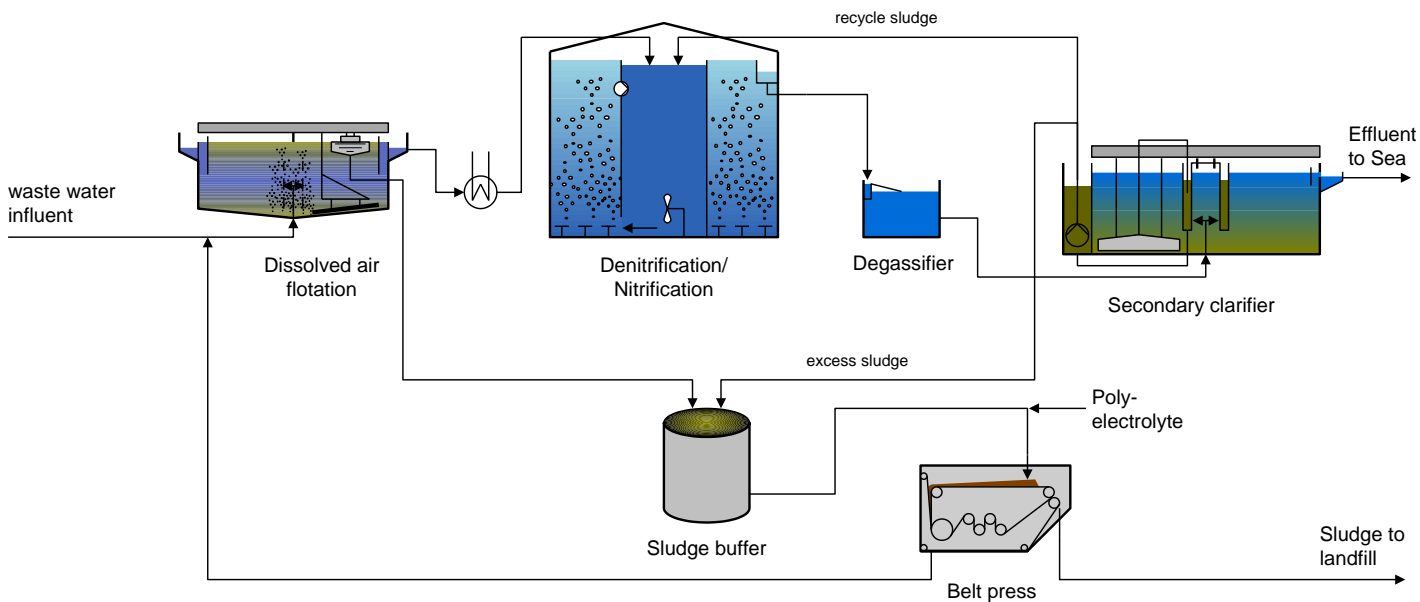 recycle sludge
Effluent
to Sea
waste water
influent
Dissolved air
flotation
Denitrification/
Nitrification
Degassifier
Secondary clarifier
excess sludge
Poly-
electrolyte
Sludge buffer
Belt press
Sludge to
landfill